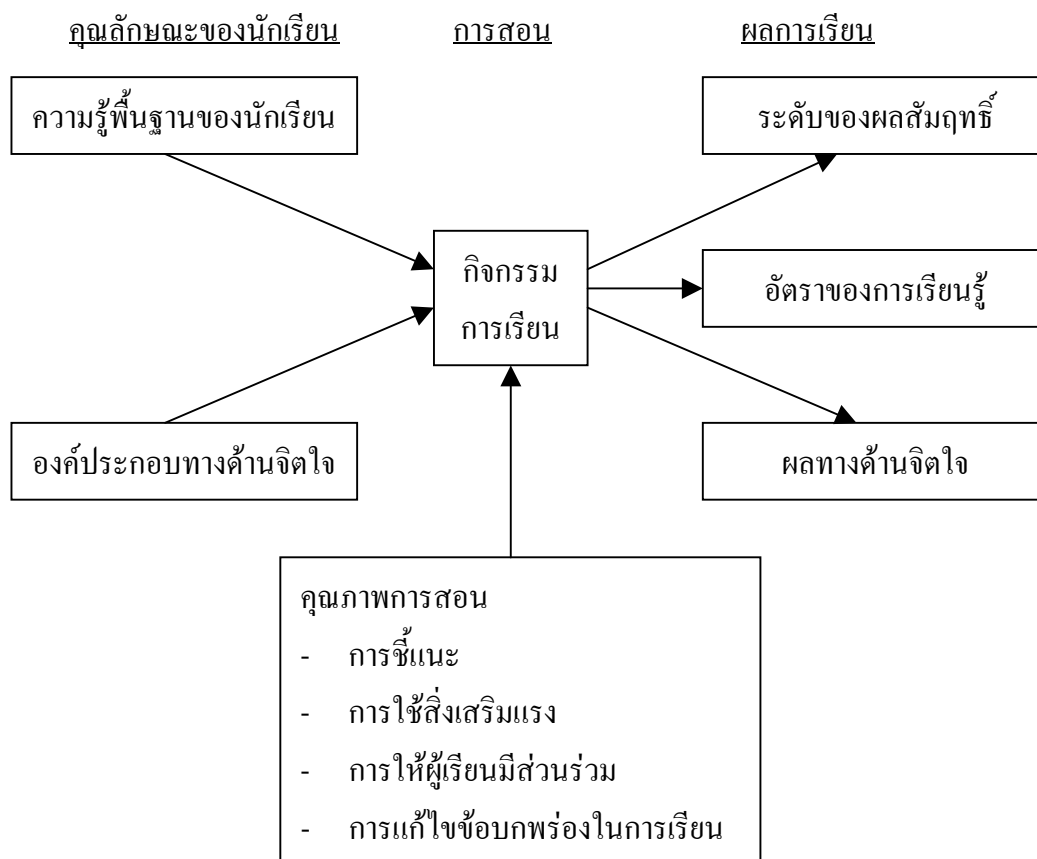 คุณลักษณะของนักเรียน การสอน ผลการเรียน
ความรู้พื้นฐานของนักเรียน
ระดับของผลสัมฤทธิ์
กิจกรรม
การเรียน
อัตราของการเรียนรู้
องค์ประกอบทางด้านจิตใจ
ผลทางด้านจิตใจ
คุณภาพการสอน
- การชี้แนะ
- การใช้สิ่งเสริมแรง
- การให้ผู้เรียนมีส่วนร่วม
- การแก้ไขข้อบกพร่องในการเรียน